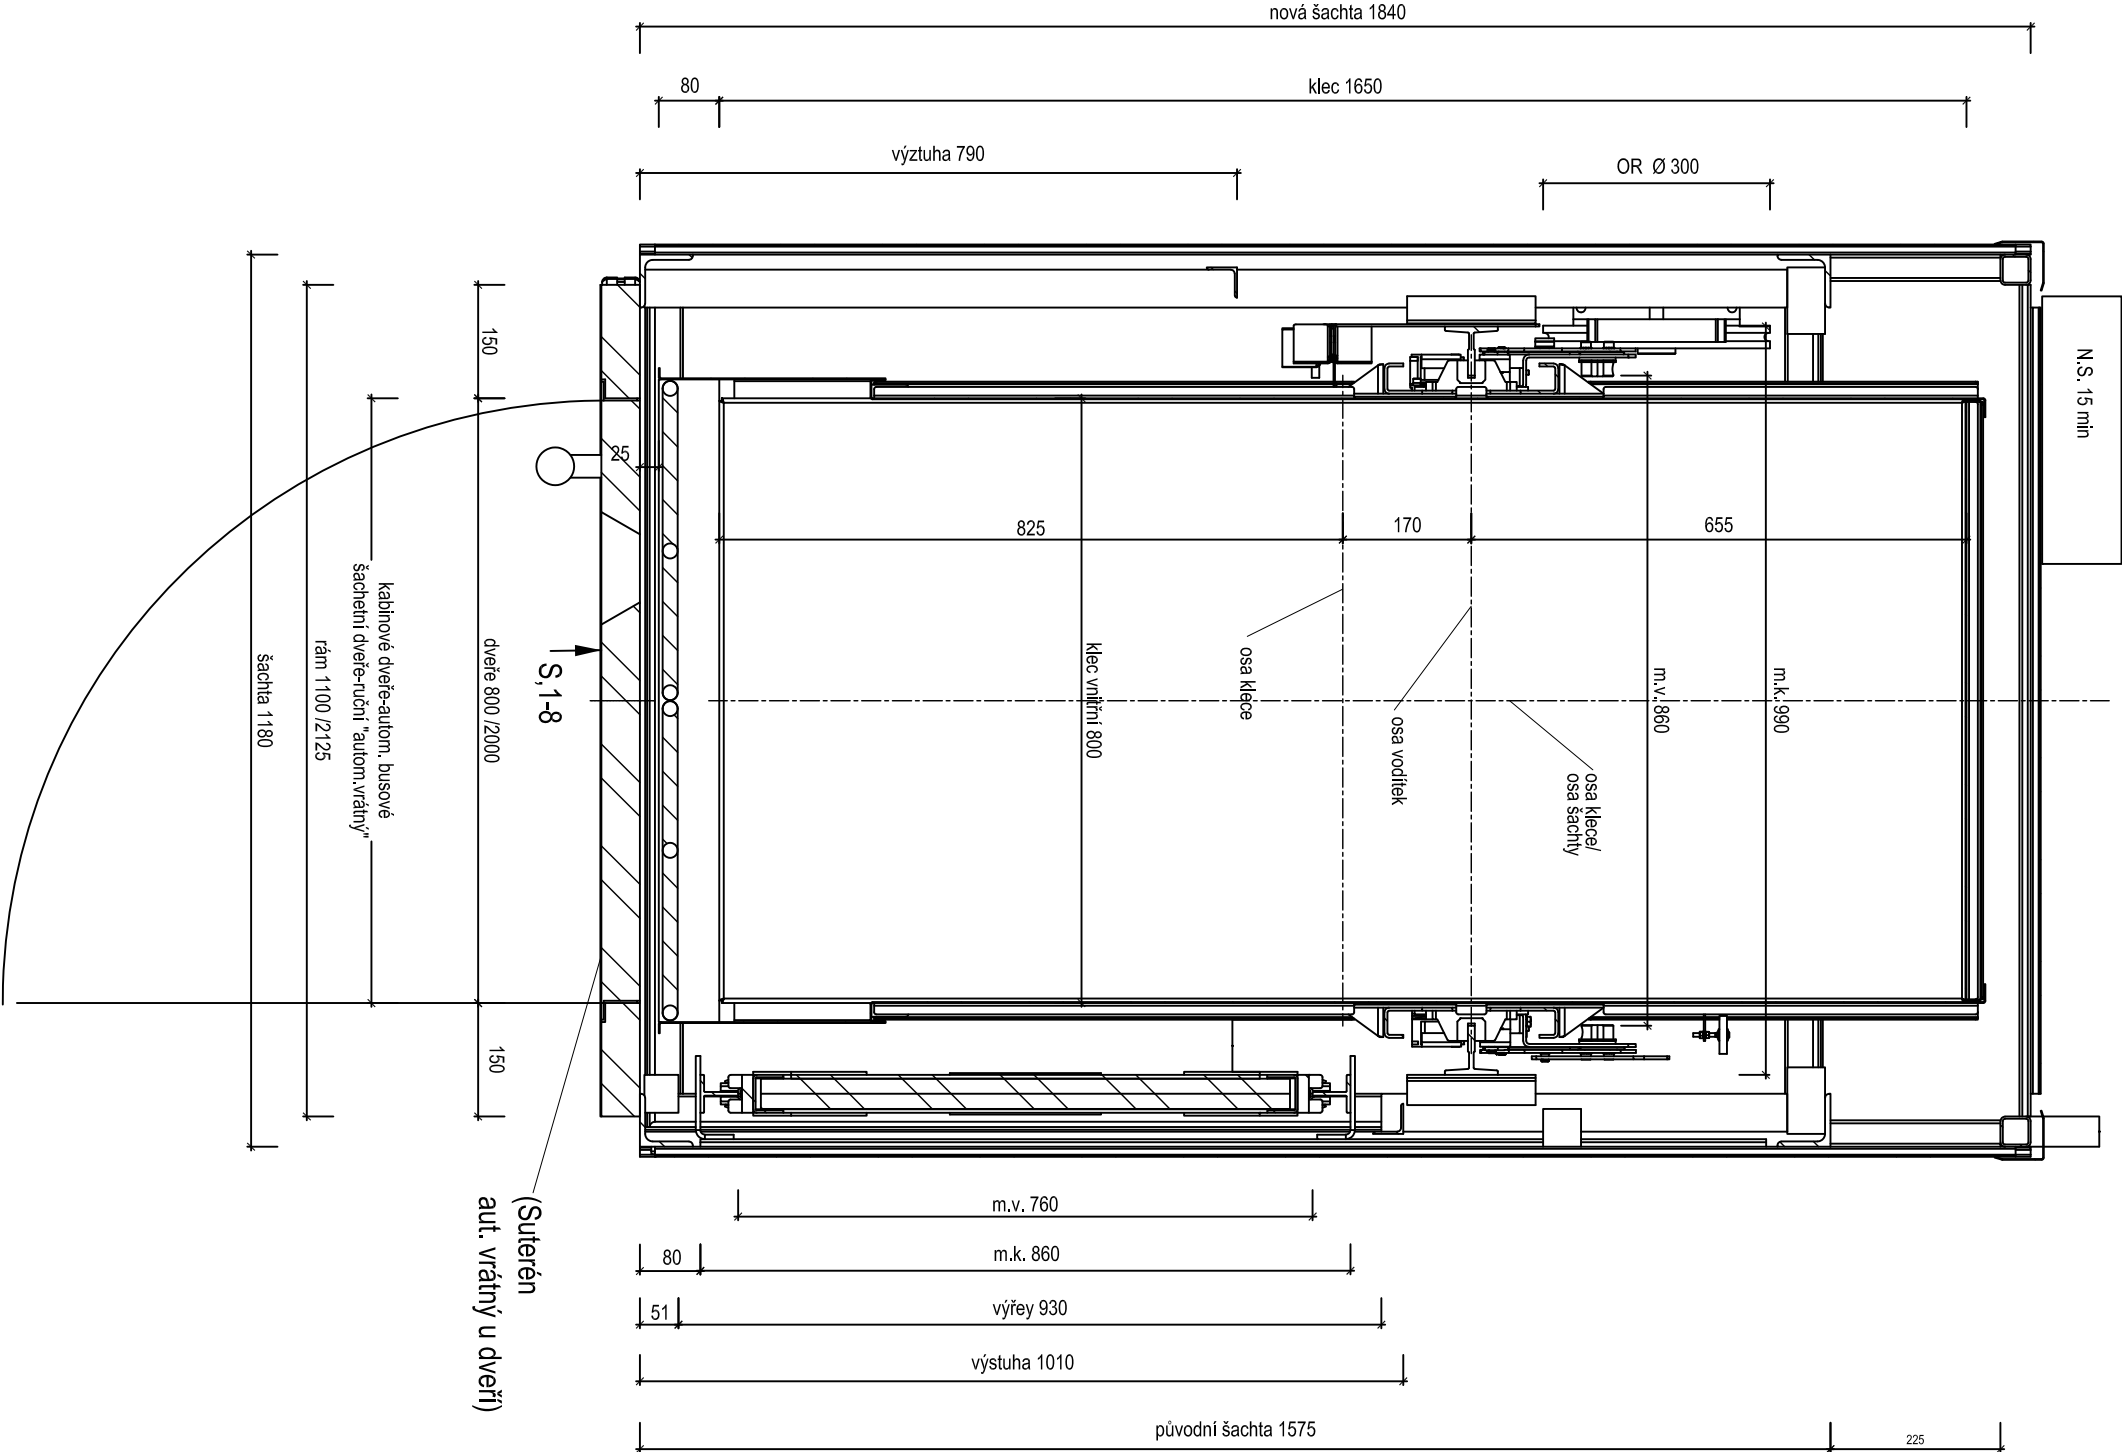 nová šachta 1840
80
klec 1650
výztuha 790
OR Ø 300
N.S. 15 min
150
25
825
170
655
kabinové dveře-autom. busové
šachetní dveře-ruční "autom.vrátný"
rám 1100 /2125
šachta 1180
dveře 800 /2000
S,1-8
klec vnitřní 800
osa klece
osa vodítek
osa klece/
osa šachty
m.v. 860
m.k. 990
150
(Suterén
aut. vrátný u dveří)
m.v. 760
80
m.k. 860
51
výřey 930
výstuha 1010
původní šachta 1575
225